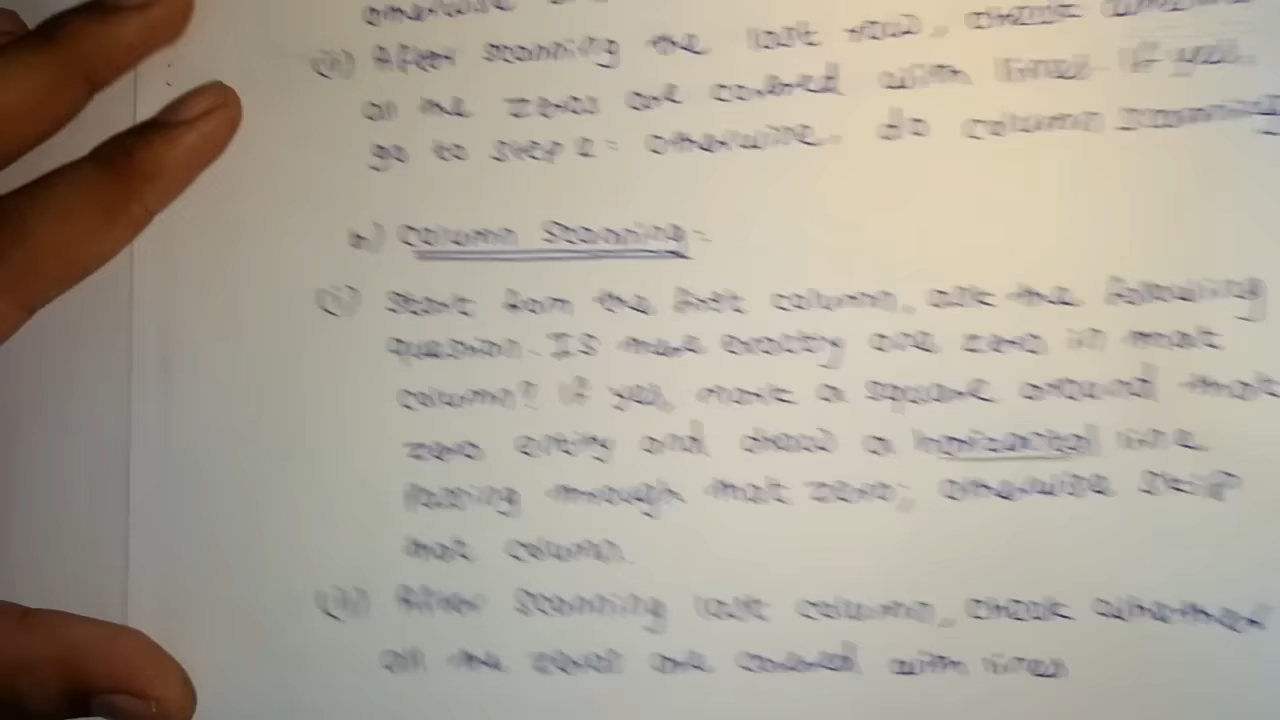 otherwise
(ii) After scanning the last row, check whether
all the zeros are covered with lines. If yes.
go to step 2: otherwise. do column scanning
b.) Column Scanning:
(i) Start from the first column, ask the following
question. Is there exactly one zero in that
column? If yes, mark a square around that
zero entity and draw a horizontal line
passing through that zero; otherwise skip
that column.
(ii) After scanning last column, check whether
all the zeros are covered with lines